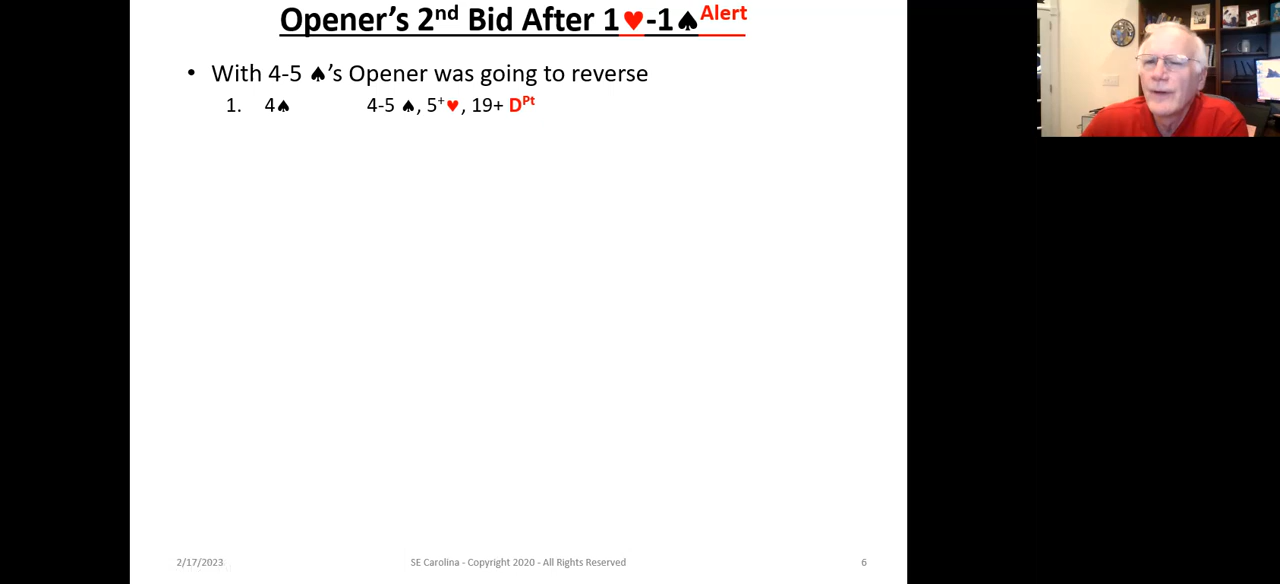 Opener's 2nd Bid After 1♥-1♠Alert
• With 4-5 ♠'s Opener was going to reverse
1. 4♠ 4-5 ♠, 5+♥, 19+ DPt
2/17/2023 SE Carolina - Copyright 2020 - All Rights Reserved 6